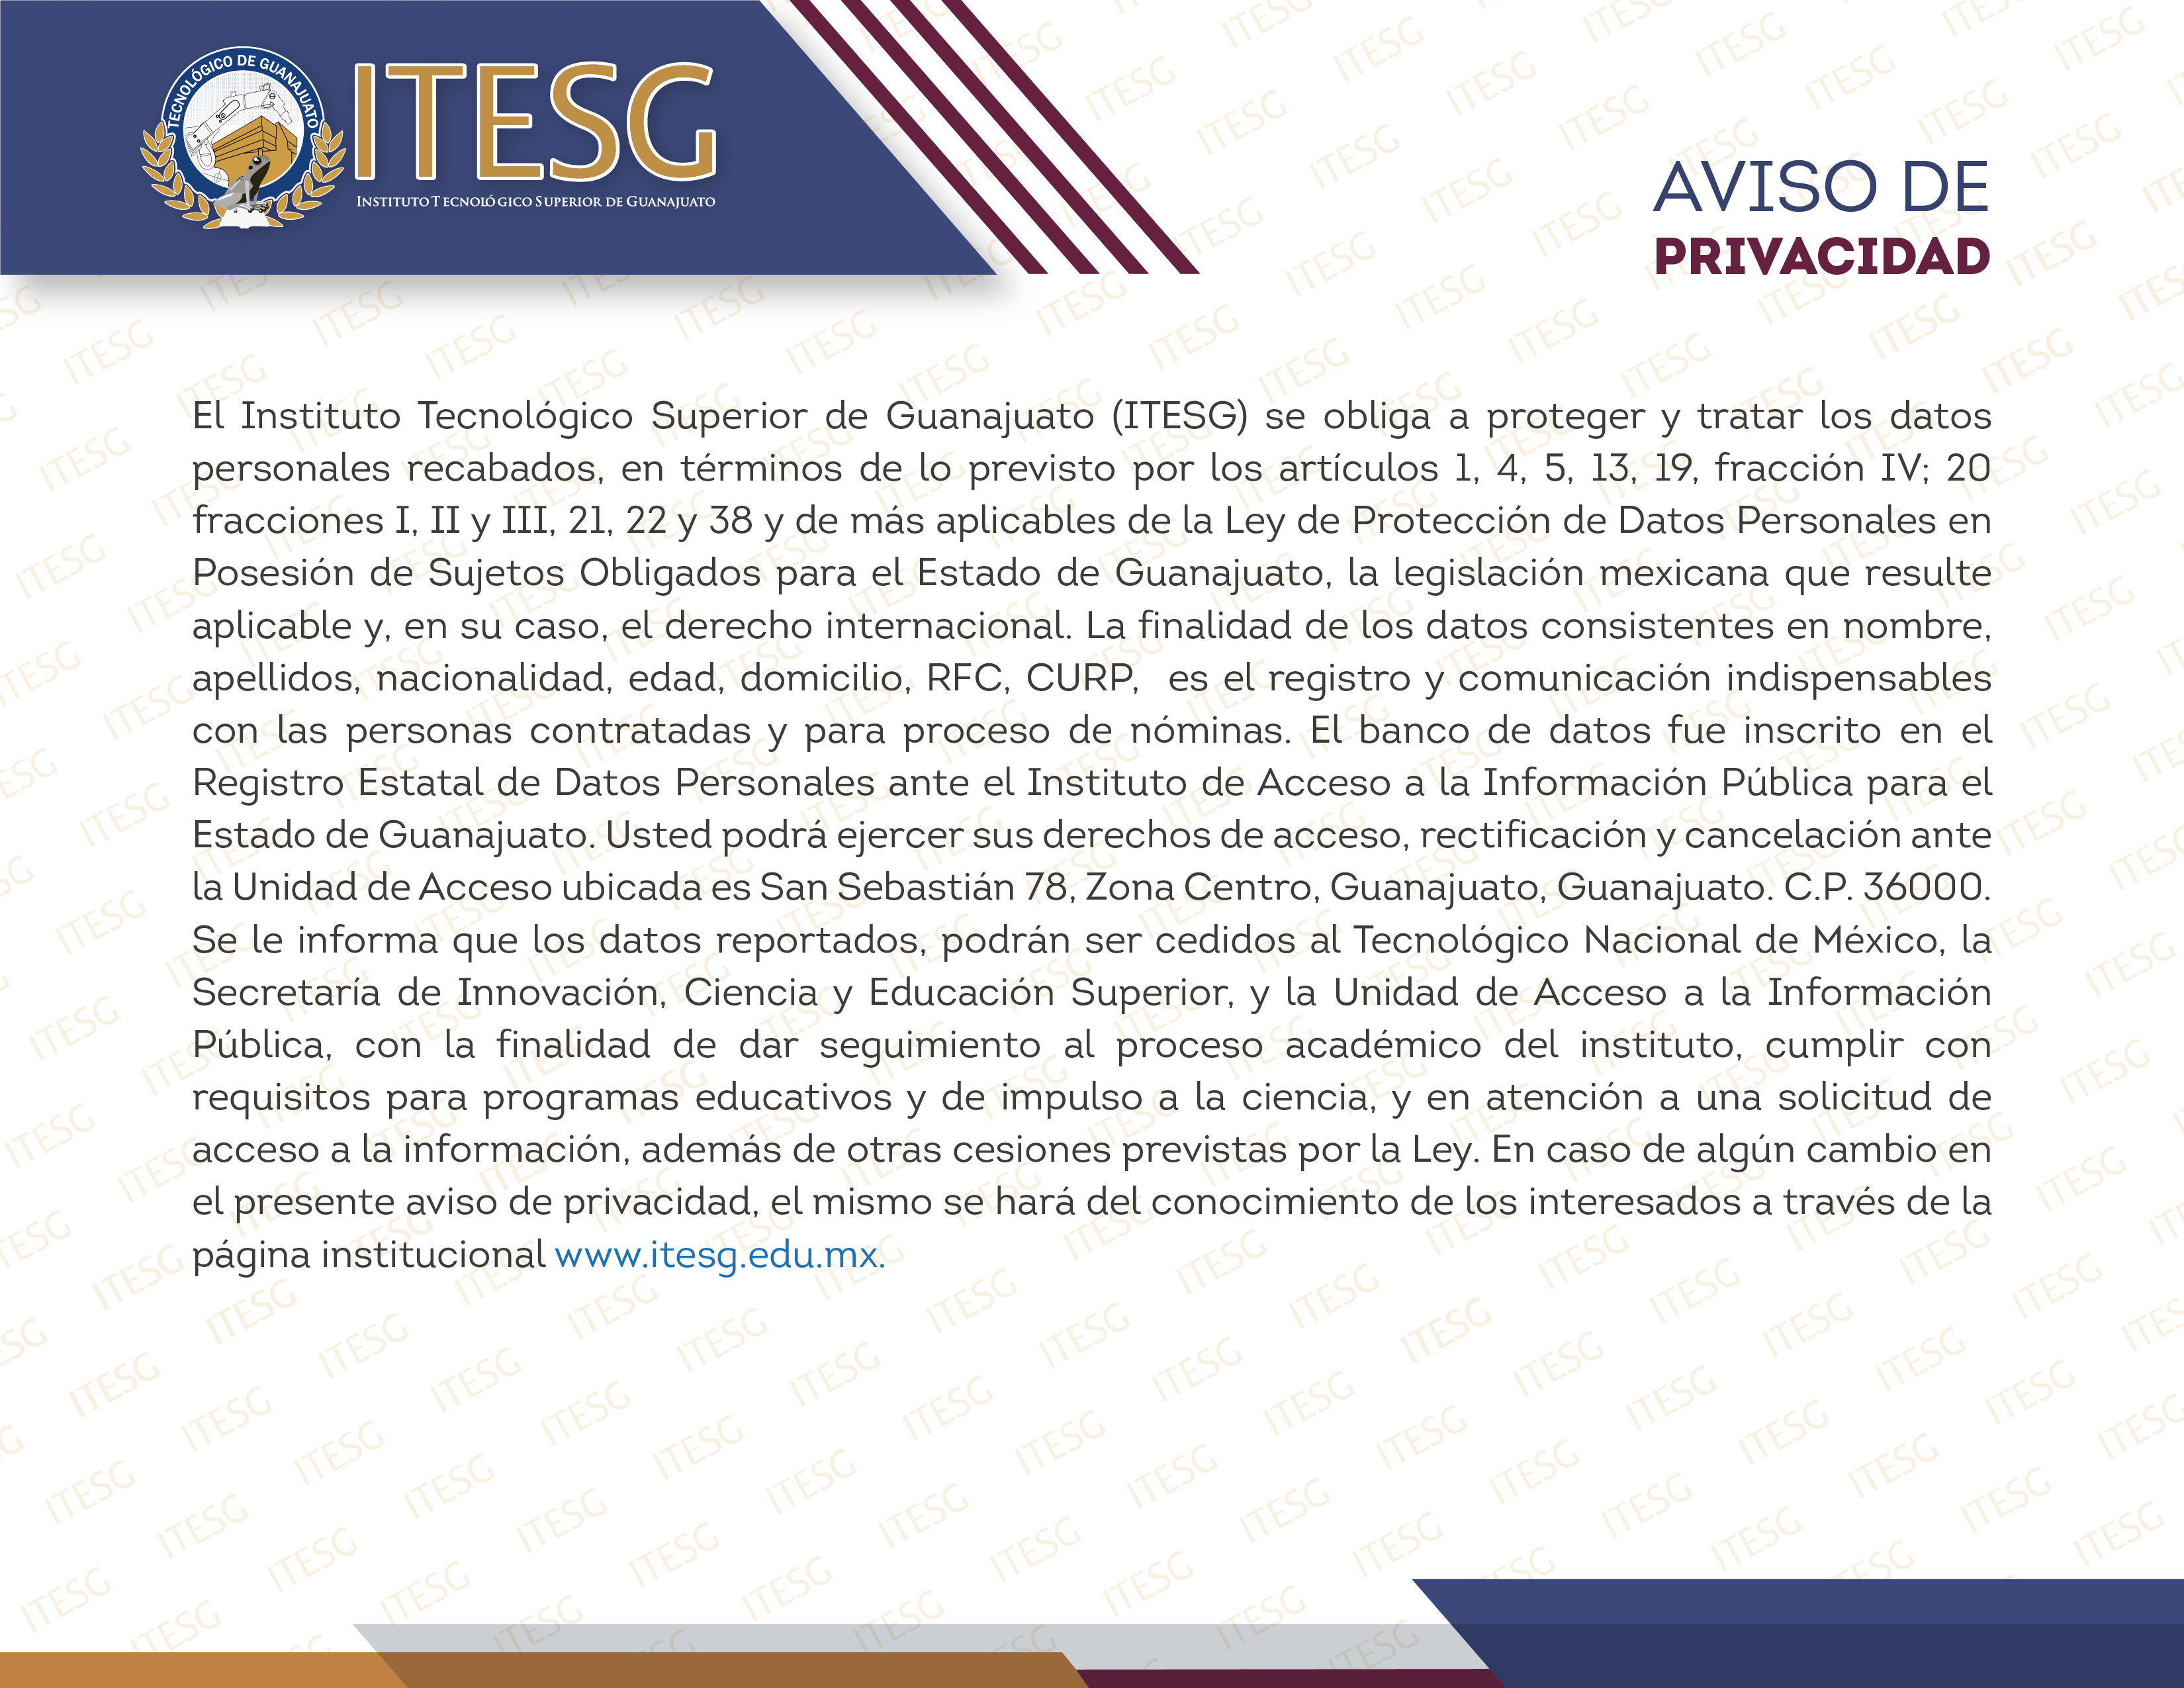 TECNOLÓGICO DE GUANAJUATO
ITESG
INSTITUTO TECNOLÓGICO SUPERIOR DE GUANAJUATO
AVISO DE
PRIVACIDAD
El Instituto Tecnológico Superior de Guanajuato (ITESG) se obliga a proteger y tratar los datos
personales recabados, en términos de lo previsto por los artículos 1, 4, 5, 13, 19, fracción IV; 20
fracciones I, II y III, 21, 22 y 38 y de más aplicables de la Ley de Protección de Datos Personales en
Posesión de Sujetos Obligados para el Estado de Guanajuato, la legislación mexicana que resulte
aplicable y, en su caso, el derecho internacional. La finalidad de los datos consistentes en nombre,
apellidos, nacionalidad, edad, domicilio, RFC, CURP,  es el registro y comunicación indispensables
con las personas contratadas y para proceso de nóminas. El banco de datos fue inscrito en el
Registro Estatal de Datos Personales ante el Instituto de Acceso a la Información Pública para el
Estado de Guanajuato. Usted podrá ejercer sus derechos de acceso, rectificación y cancelación ante
la Unidad de Acceso ubicada es San Sebastián 78, Zona Centro, Guanajuato, Guanajuato. C.P. 36000.
Se le informa que los datos reportados, podrán ser cedidos al Tecnológico Nacional de México, la
Secretaría de Innovación, Ciencia y Educación Superior, y la Unidad de Acceso a la Información
Pública, con la finalidad de dar seguimiento al proceso académico del instituto, cumplir con
requisitos para programas educativos y de impulso a la ciencia, y en atención a una solicitud de
acceso a la información, además de otras cesiones previstas por la Ley. En caso de algún cambio en
el presente aviso de privacidad, el mismo se hará del conocimiento de los interesados a través de la
página institucional www.itesg.edu.mx.